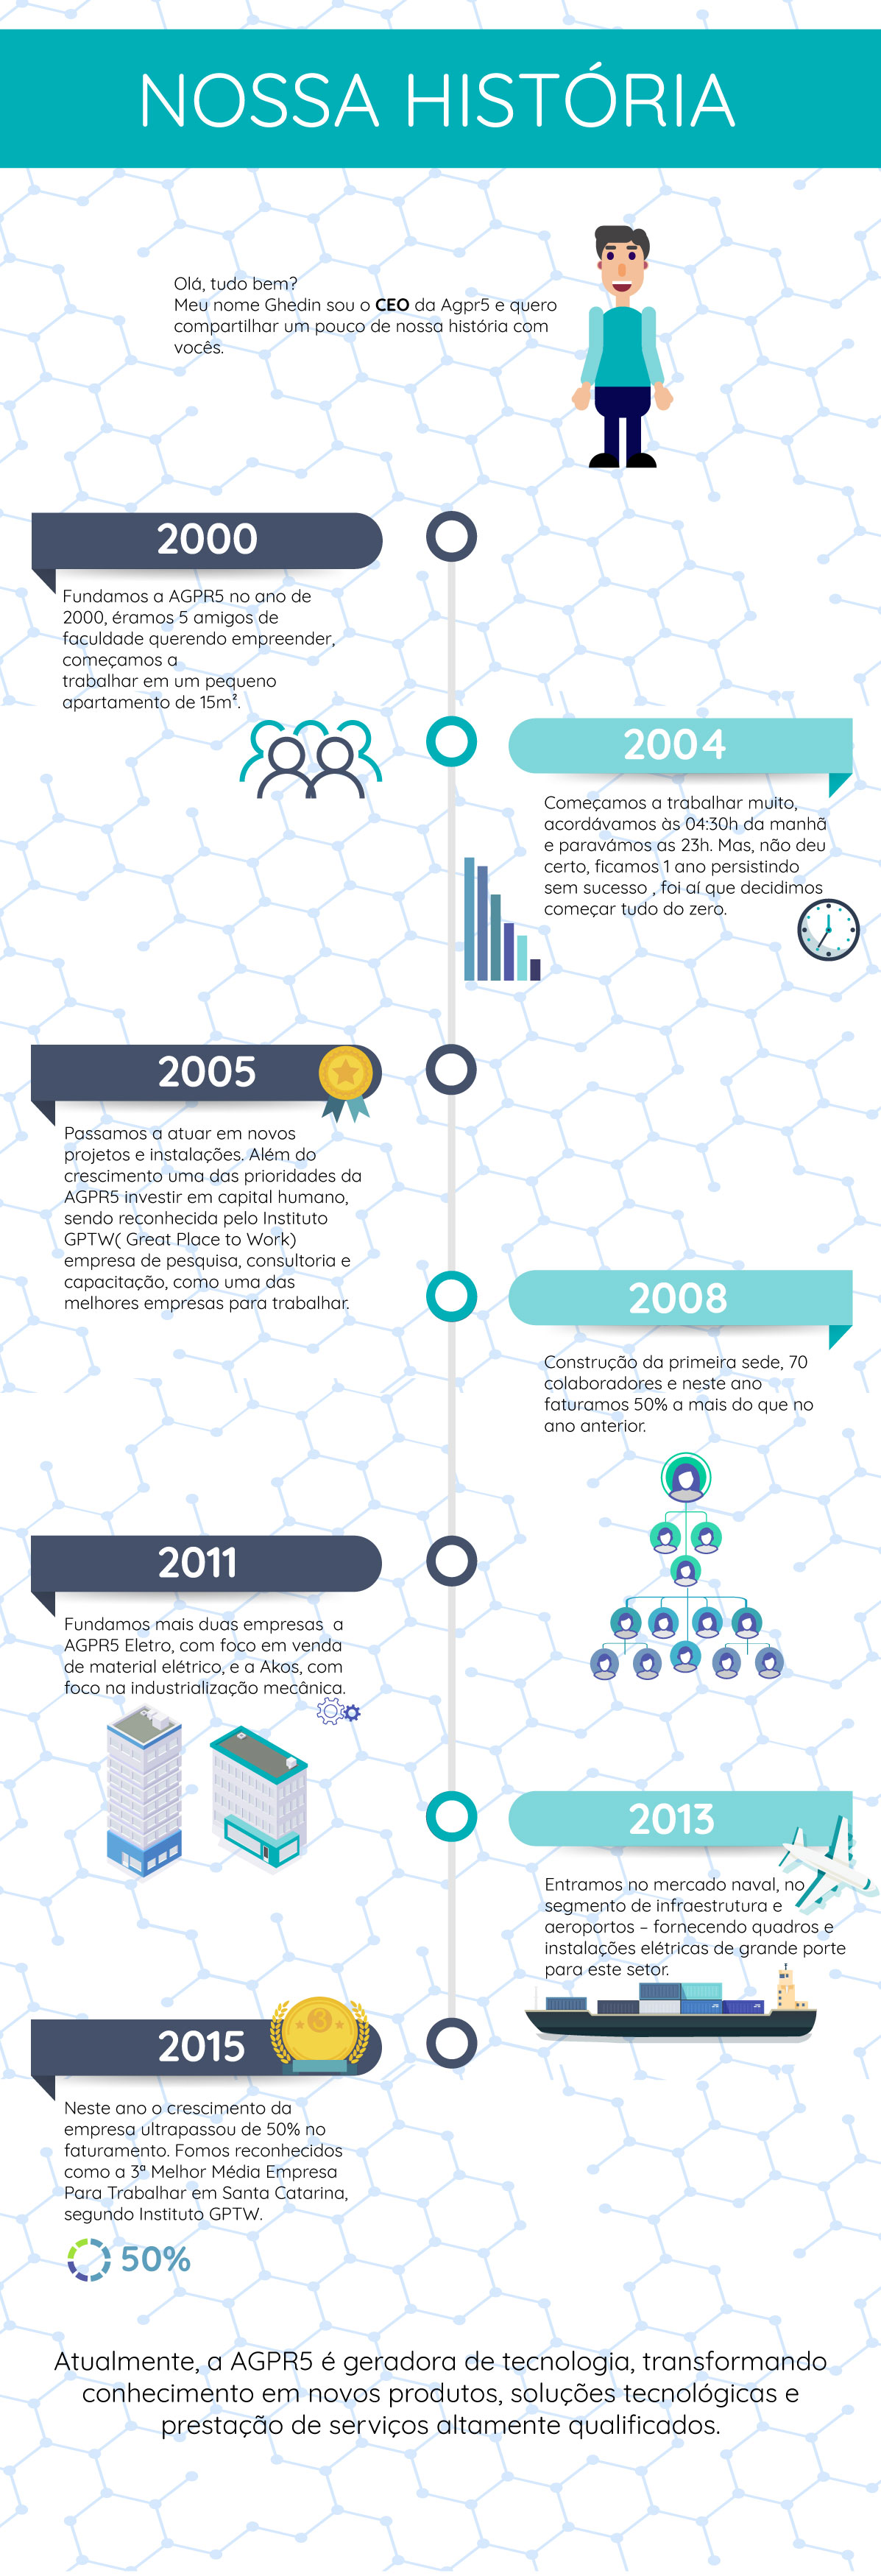 NOSSA HISTÓRIA
Olá, tudo bem?
Meu nome Ghedin sou o CEO da Agpr5 e quero
compartilhar um pouco de nossa história com
vocês.
2000
Fundamos a AGPR5 no ano de
2000, éramos 5 amigos de
faculdade querendo empreender,
começamos a
trabalhar em um pequeno
apartamento de 15m².
2004
Começamos a trabalhar muito,
acordávamos às 04:30h da manhã
e paravámos as 23h. Mas, não deu
certo, ficamos 1 ano persistindo
sem sucesso , foi aí que decidimos
começar tudo do zero.
2005
Passamos a atuar em novos
projetos e instalações. Além do
crescimento uma das prioridades da
AGPR5 investir em capital humano,
sendo reconhecida pelo Instituto
GPTW( Great Place to Work)
empresa de pesquisa, consultoria e
capacitação, como uma das
melhores empresas para trabalhar.
2008
Construção da primeira sede, 70
colaboradores e neste ano
faturamos 50% a mais do que no
ano anterior.
2011
Fundamos mais duas empresas a
AGPR5 Eletro, com foco em venda
de material elétrico, e a Akos, com
foco na industrialização mecânica.
2013
Entramos no mercado naval, no
segmento de infraestrutura e
aeroportos – fornecendo quadros e
instalações elétricas de grande porte
para este setor.
2015
3
Neste ano o crescimento da
empresa ultrapassou de 50% no
faturamento. Fomos reconhecidos
como a 3ª Melhor Média Empresa
Para Trabalhar em Santa Catarina,
segundo Instituto GPTW.
50%
Atualmente, a AGPR5 é geradora de tecnologia, transformando
conhecimento em novos produtos, soluções tecnológicas e
prestação de serviços altamente qualificados.